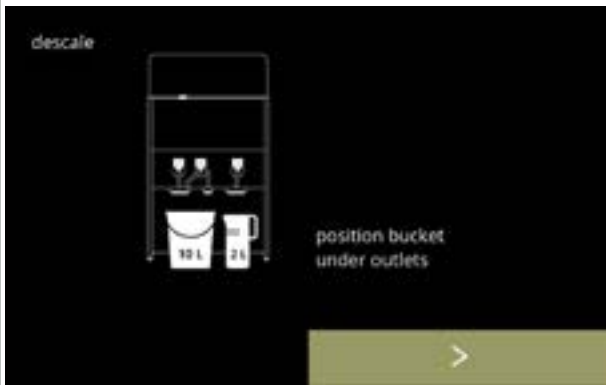 descale
10 L
2 L
position bucket
under outlets
>